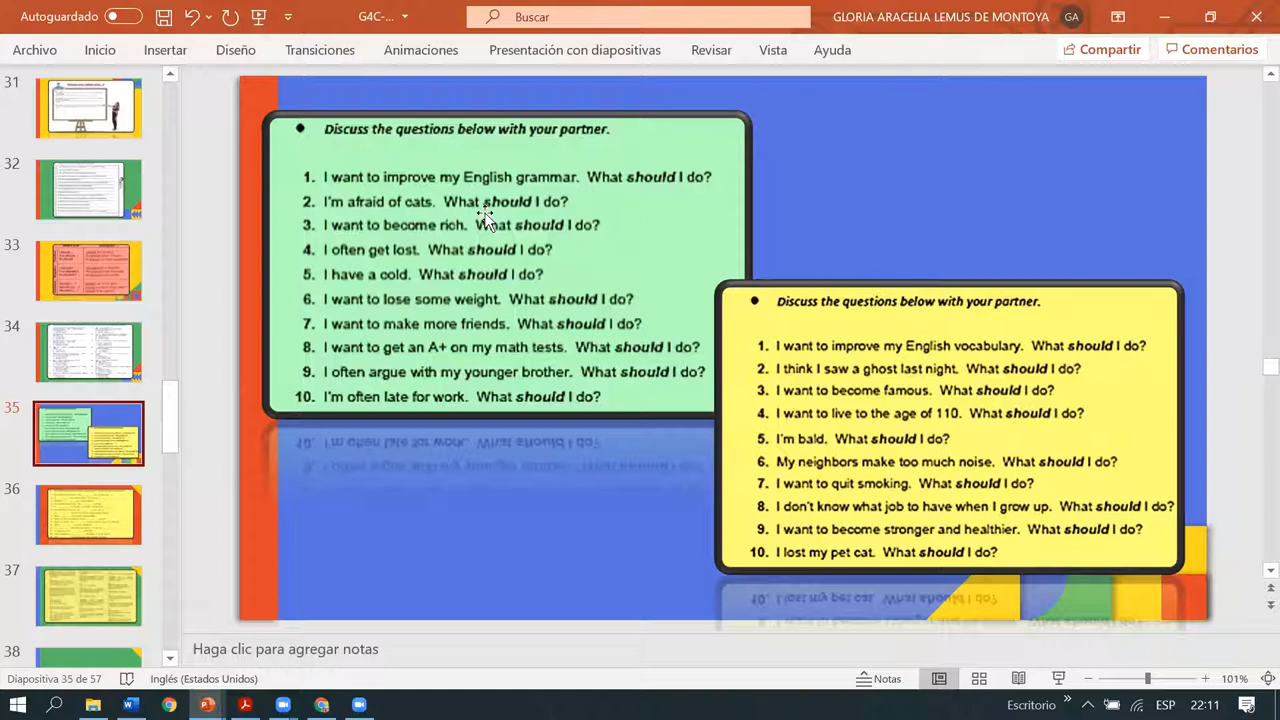 Autoguardado
G4C-...
Buscar
GLORIA ARACELIA LEMUS DE MONTOYA
GA
Archivo
Inicio
Insertar
Diseño
Transiciones
Animaciones
Presentación con diapositivas
Revisar
Vista
Ayuda
Compartir
Comentarios
31
32
33
34
35
36
37
38
Discuss the questions below with your partner.
1. I want to improve my English grammar. What should I do?
2. I'm arraid of cats. What should I do?
3. I want to become rich. What should I do?
4. I often get lost. What should I do?
5. I have a cold. What should I do?
6. I want to lose some weight. What should I do?
7. I want to make more friends. What should I do?
8. I want to get an A+ on my math tests. What should I do?
9. I often argue with my younger brother. What should I do?
10. I'm often late for work. What should I do?
Discuss the questions below with your partner.
1. I want to improve my English vocabulary. What should I do?
2. I think I saw a ghost last night. What should I do?
3. I want to become famous. What should I do?
4. I want to live to the age of 110. What should I do?
5. I'm bald. What should I do?
6. My neighbors make too much noise. What should I do?
7. I want to quit smoking. What should I do?
8. I don't know what job to have when I grow up. What should I do?
9. I want to become stronger and healthier. What should I do?
10. I lost my pet cat. What should I do?
Haga clic para agregar notas
Diapositiva 35 de 57
Inglés (Estados Unidos)
Notas
101%
Escritorio
ESP
22:11